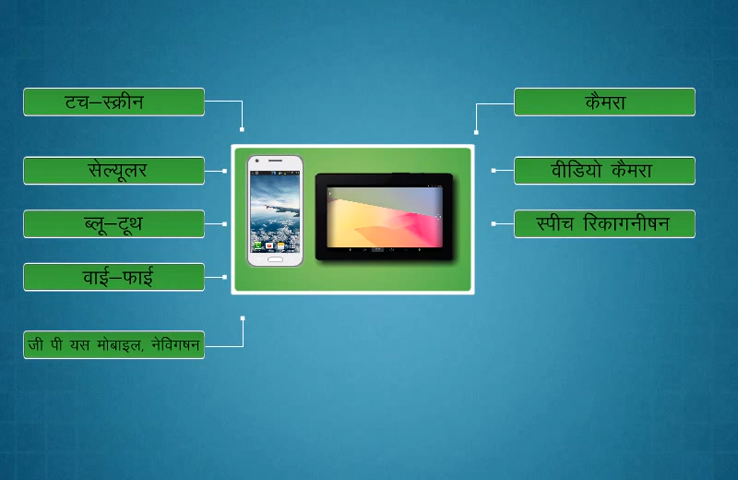 टच–स्क्रीन
सेल्यूलर
ब्लू–टूथ
वाई–फाई
जी पी यस मोबाइल, नेविगषन
कैमरा
वीडियो कैमरा
स्पीच रिकागनीषन